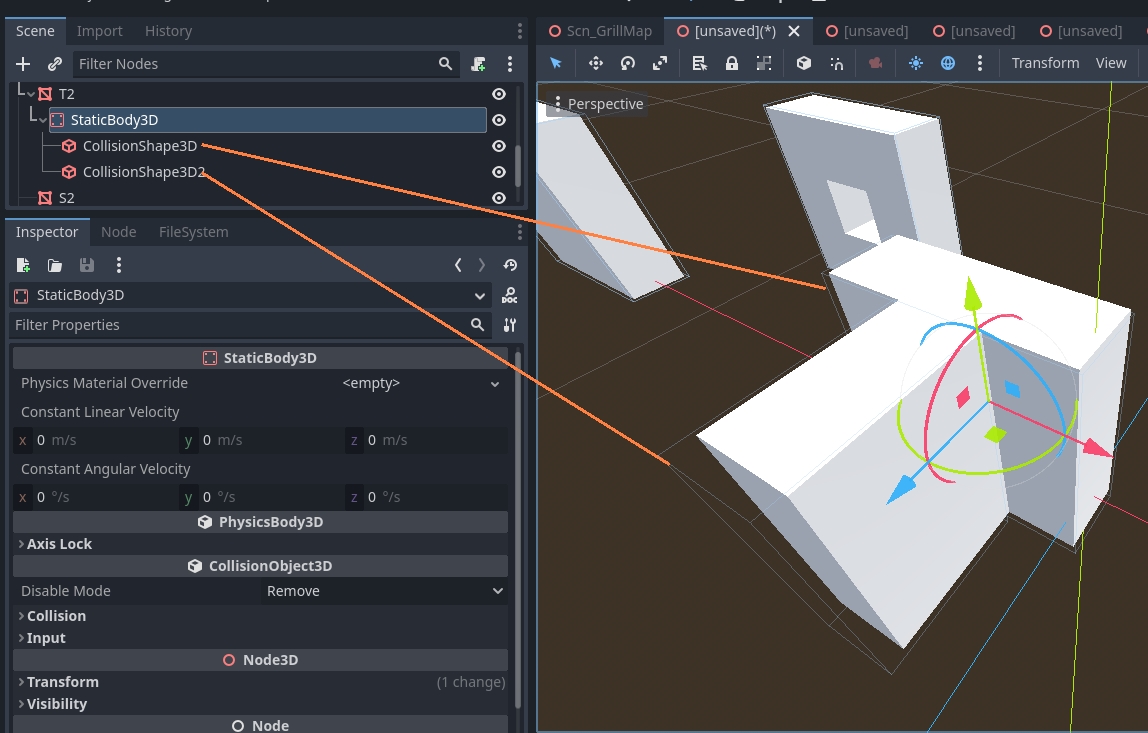 Scene Import History
Filter Nodes
T2
StaticBody3D
CollisionShape3D
CollisionShape3D2
S2
Inspector Node FileSystem
StaticBody3D
DOC
Filter Properties
StaticBody3D
Physics Material Override <empty>
Constant Linear Velocity
x 0 m/s y 0 m/s z 0 m/s
Constant Angular Velocity
x 0 °/s y 0 °/s z 0 °/s
PhysicsBody3D
Axis Lock
CollisionObject3D
Disable Mode Remove
Collision
Input
Node3D
Transform (1 change)
Visibility
Node
Scn_GrillMap [unsaved](*) [unsaved] [unsaved] [unsaved]
Transform View
Perspective